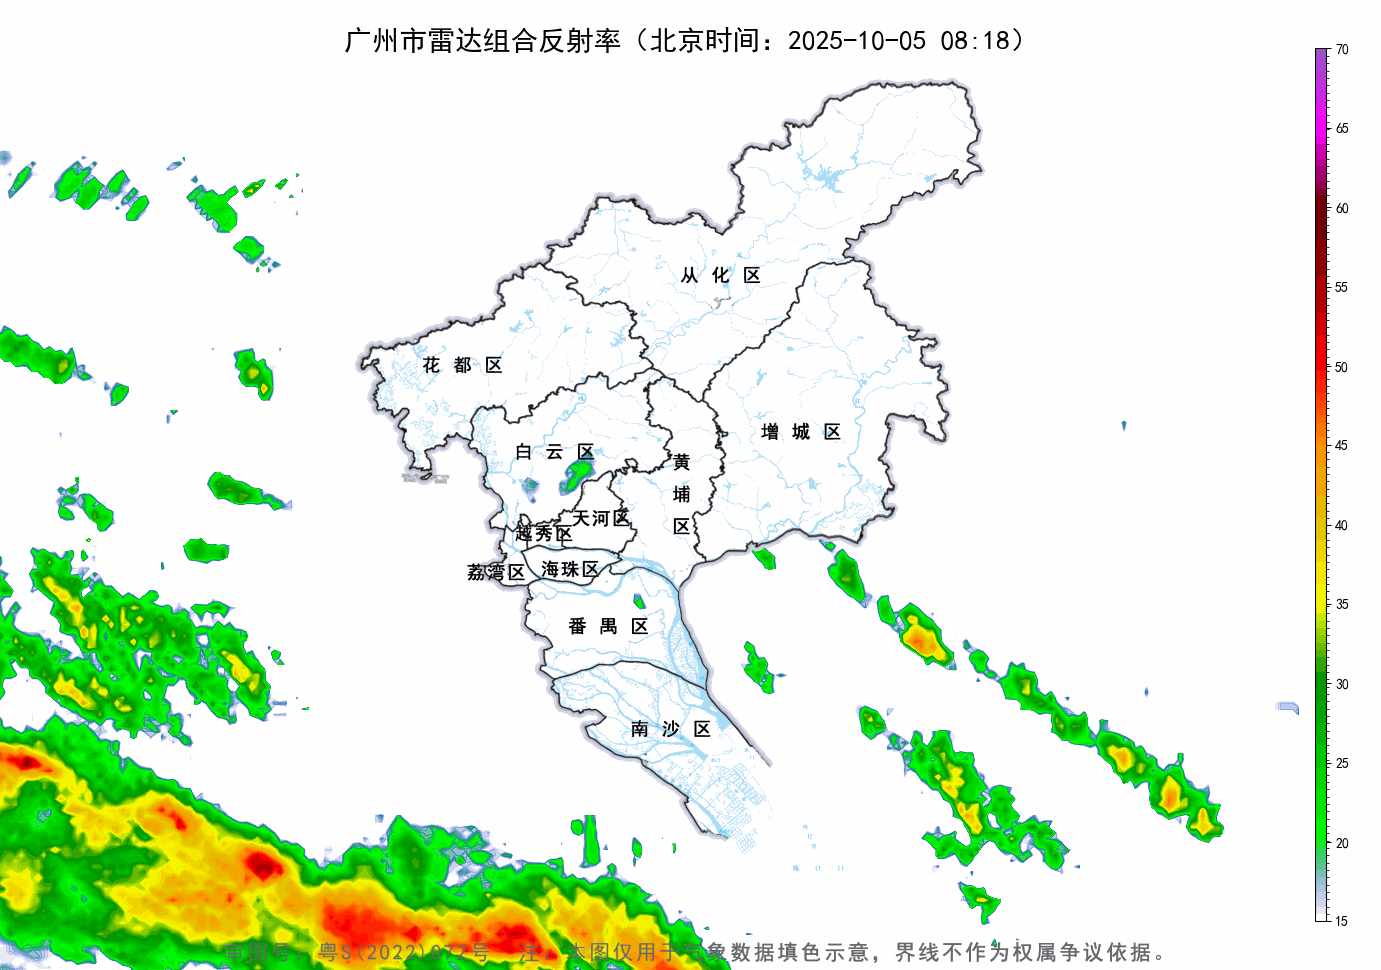 广州市雷达组合反射率（北京时间：2025-10-05 08:18）
70
65
60
55
50
45
40
35
30
25
20
15
从化区
花都区
增城区
白云区
黄埔区
天河区
越秀区
荔湾区
海珠区
番禺区
南沙区
审图号：粤S(2022)072号 注：本图仅用于气象数据填色示意，界线不作为权属争议依据。